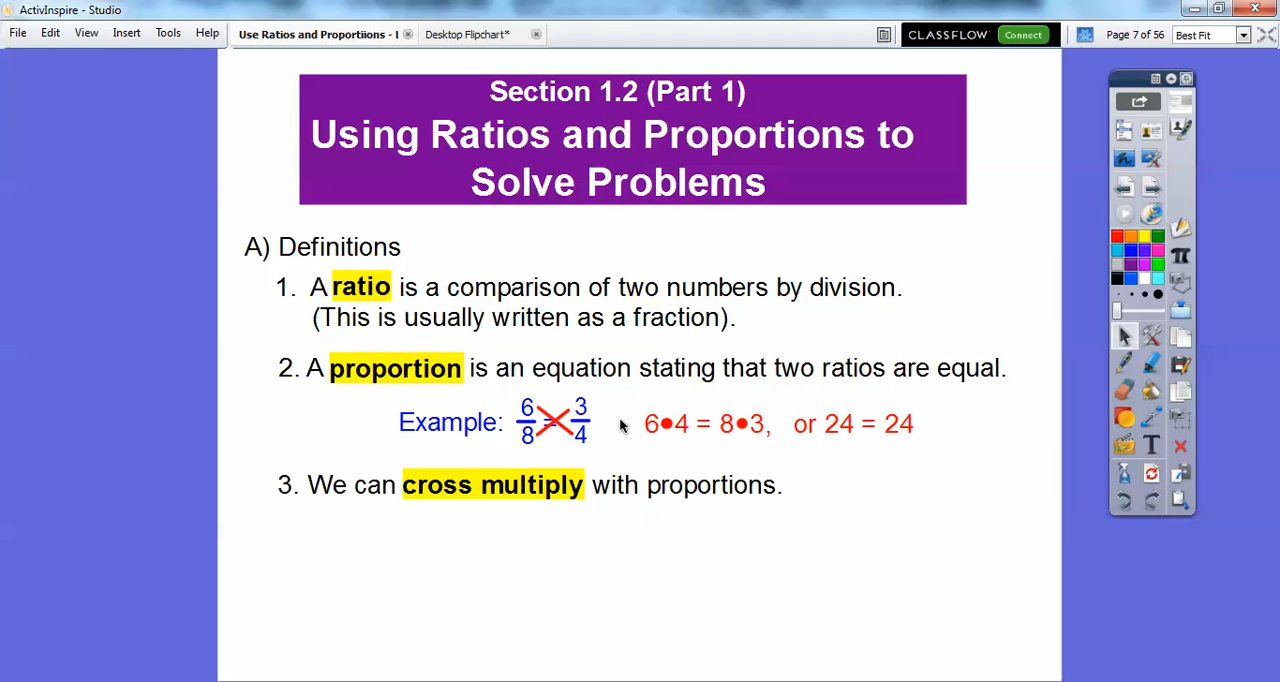 ActivInspire - Studio
File Edit View Insert Tools Help
Use Ratios and Proportiions - I
Desktop Flipchart*
CLASSFLOW Connect
Page 7 of 56
Best Fit
Section 1.2 (Part 1)
Using Ratios and Proportions to
Solve Problems
A) Definitions
1. A ratio is a comparison of two numbers by division.
(This is usually written as a fraction).
2. A proportion is an equation stating that two ratios are equal.
Example: 6/8 = 3/4 6•4 = 8•3, or 24 = 24
3. We can cross multiply with proportions.